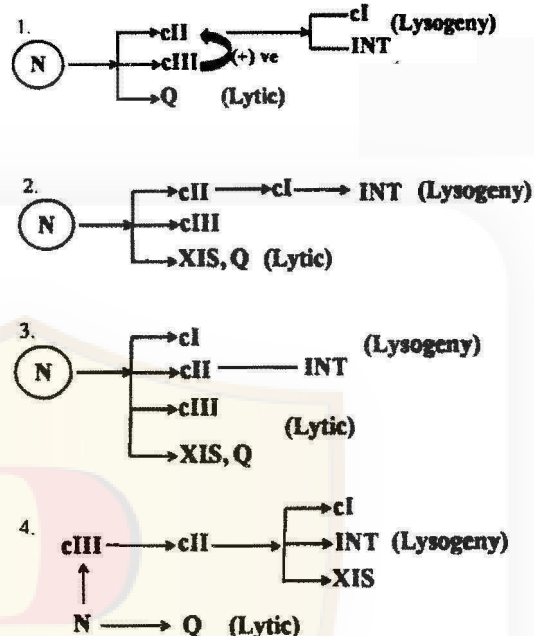 1.
cII
cI (Lysogeny)
N cIII (+) ve INT
Q (Lytic)
2.
cII cI INT (Lysogeny)
N cIII
XIS, Q (Lytic)
3.
cI (Lysogeny)
N cII INT
cIII
(Lytic)
XIS, Q
4.
cI
cIII cII INT (Lysogeny)
XIS
N Q (Lytic)